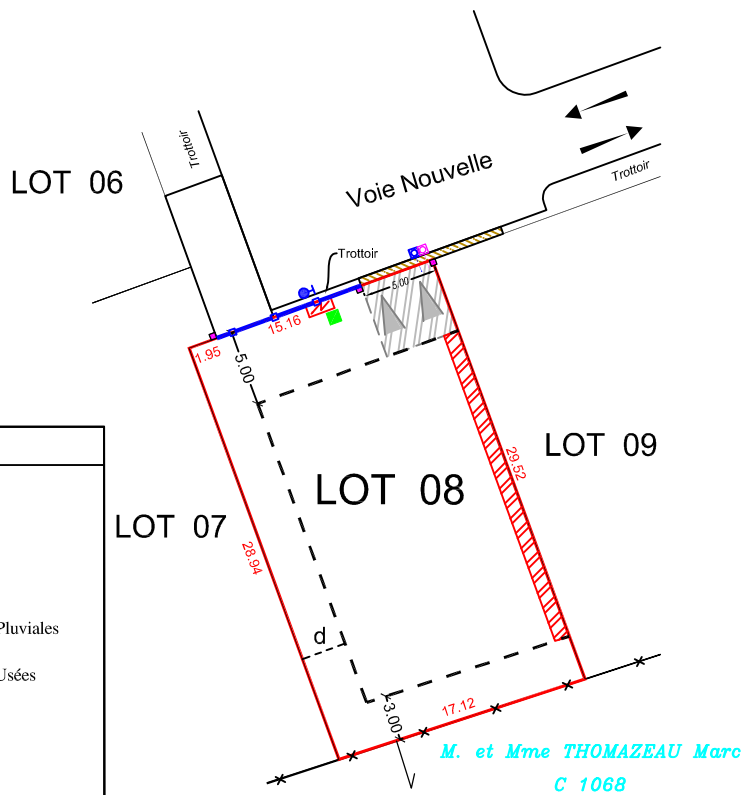 Trottoir
LOT 06
Voie Nouvelle
Trottoir
Trottoir
5.00
15.16
1.95
5.00
LOT 09
29.52
LOT 08
LOT 07
28.94
Pluviales
d
Usées
3.00
17.12
M. et Mme THOMAZEAU Marc
C 1068